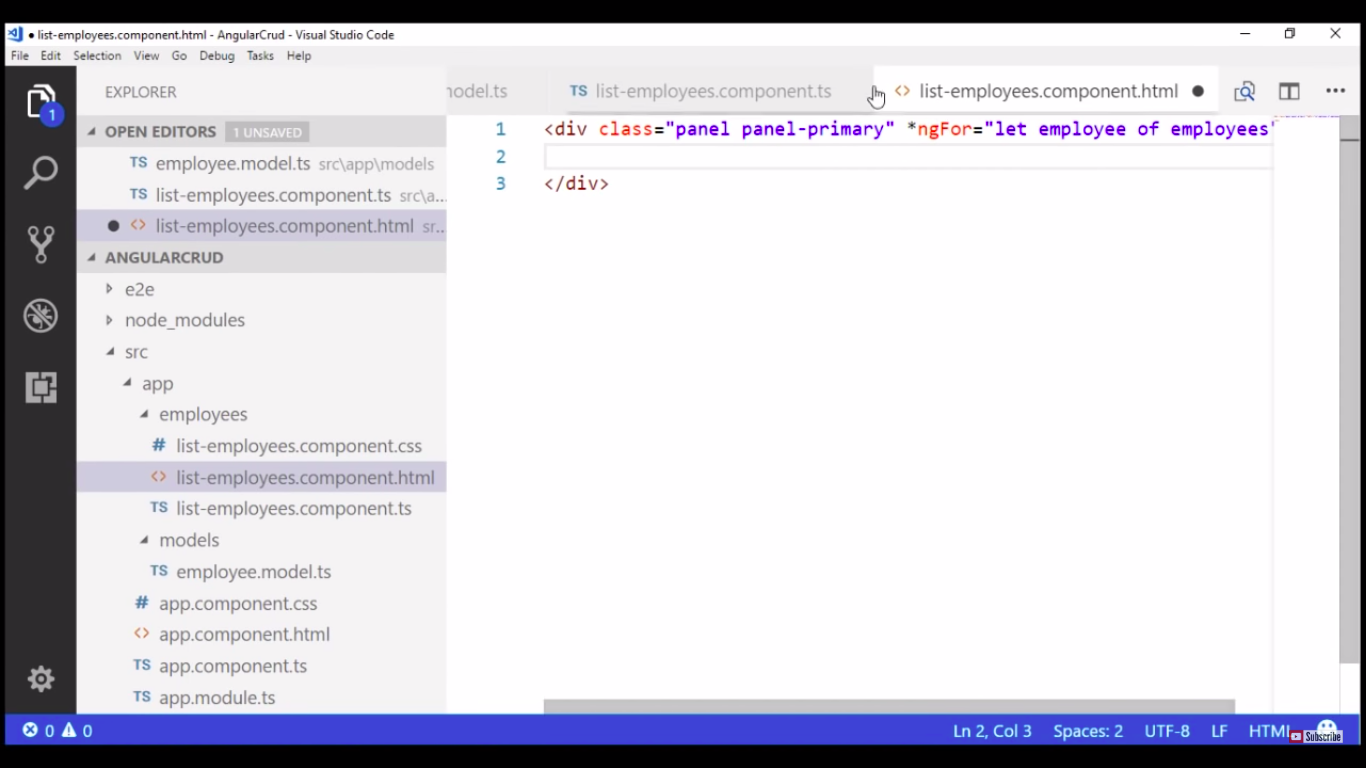 ● list-employees.component.html - AngularCrud - Visual Studio Code
File Edit Selection View Go Debug Tasks Help
EXPLORER
OPEN EDITORS 1 UNSAVED
TS employee.model.ts src\app\models
TS list-employees.component.ts src\a...
● <> list-employees.component.html sr...
ANGULARCRUD
e2e
node_modules
src
app
employees
# list-employees.component.css
<> list-employees.component.html
TS list-employees.component.ts
models
TS employee.model.ts
# app.component.css
<> app.component.html
TS app.component.ts
TS app.module.ts
nodel.ts TS list-employees.component.ts <> list-employees.component.html ●
1 <div class="panel panel-primary" *ngFor="let employee of employees"
2
3 </div>
1
0 0 Ln 2, Col 3 Spaces: 2 UTF-8 LF HTML
Subscribe